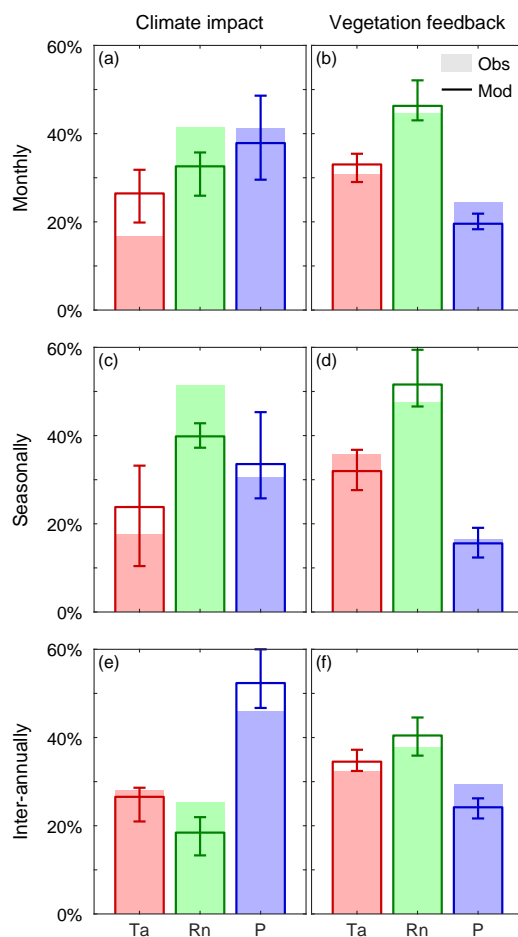 Climate impact
Vegetation feedback
60%
(a)
(b)
Obs
Mod
40%
Monthly
20%
0%
60%
(c)
(d)
40%
Seasonally
20%
0%
60%
(e)
(f)
40%
Inter-annually
20%
0%
Ta Rn P
Ta Rn P